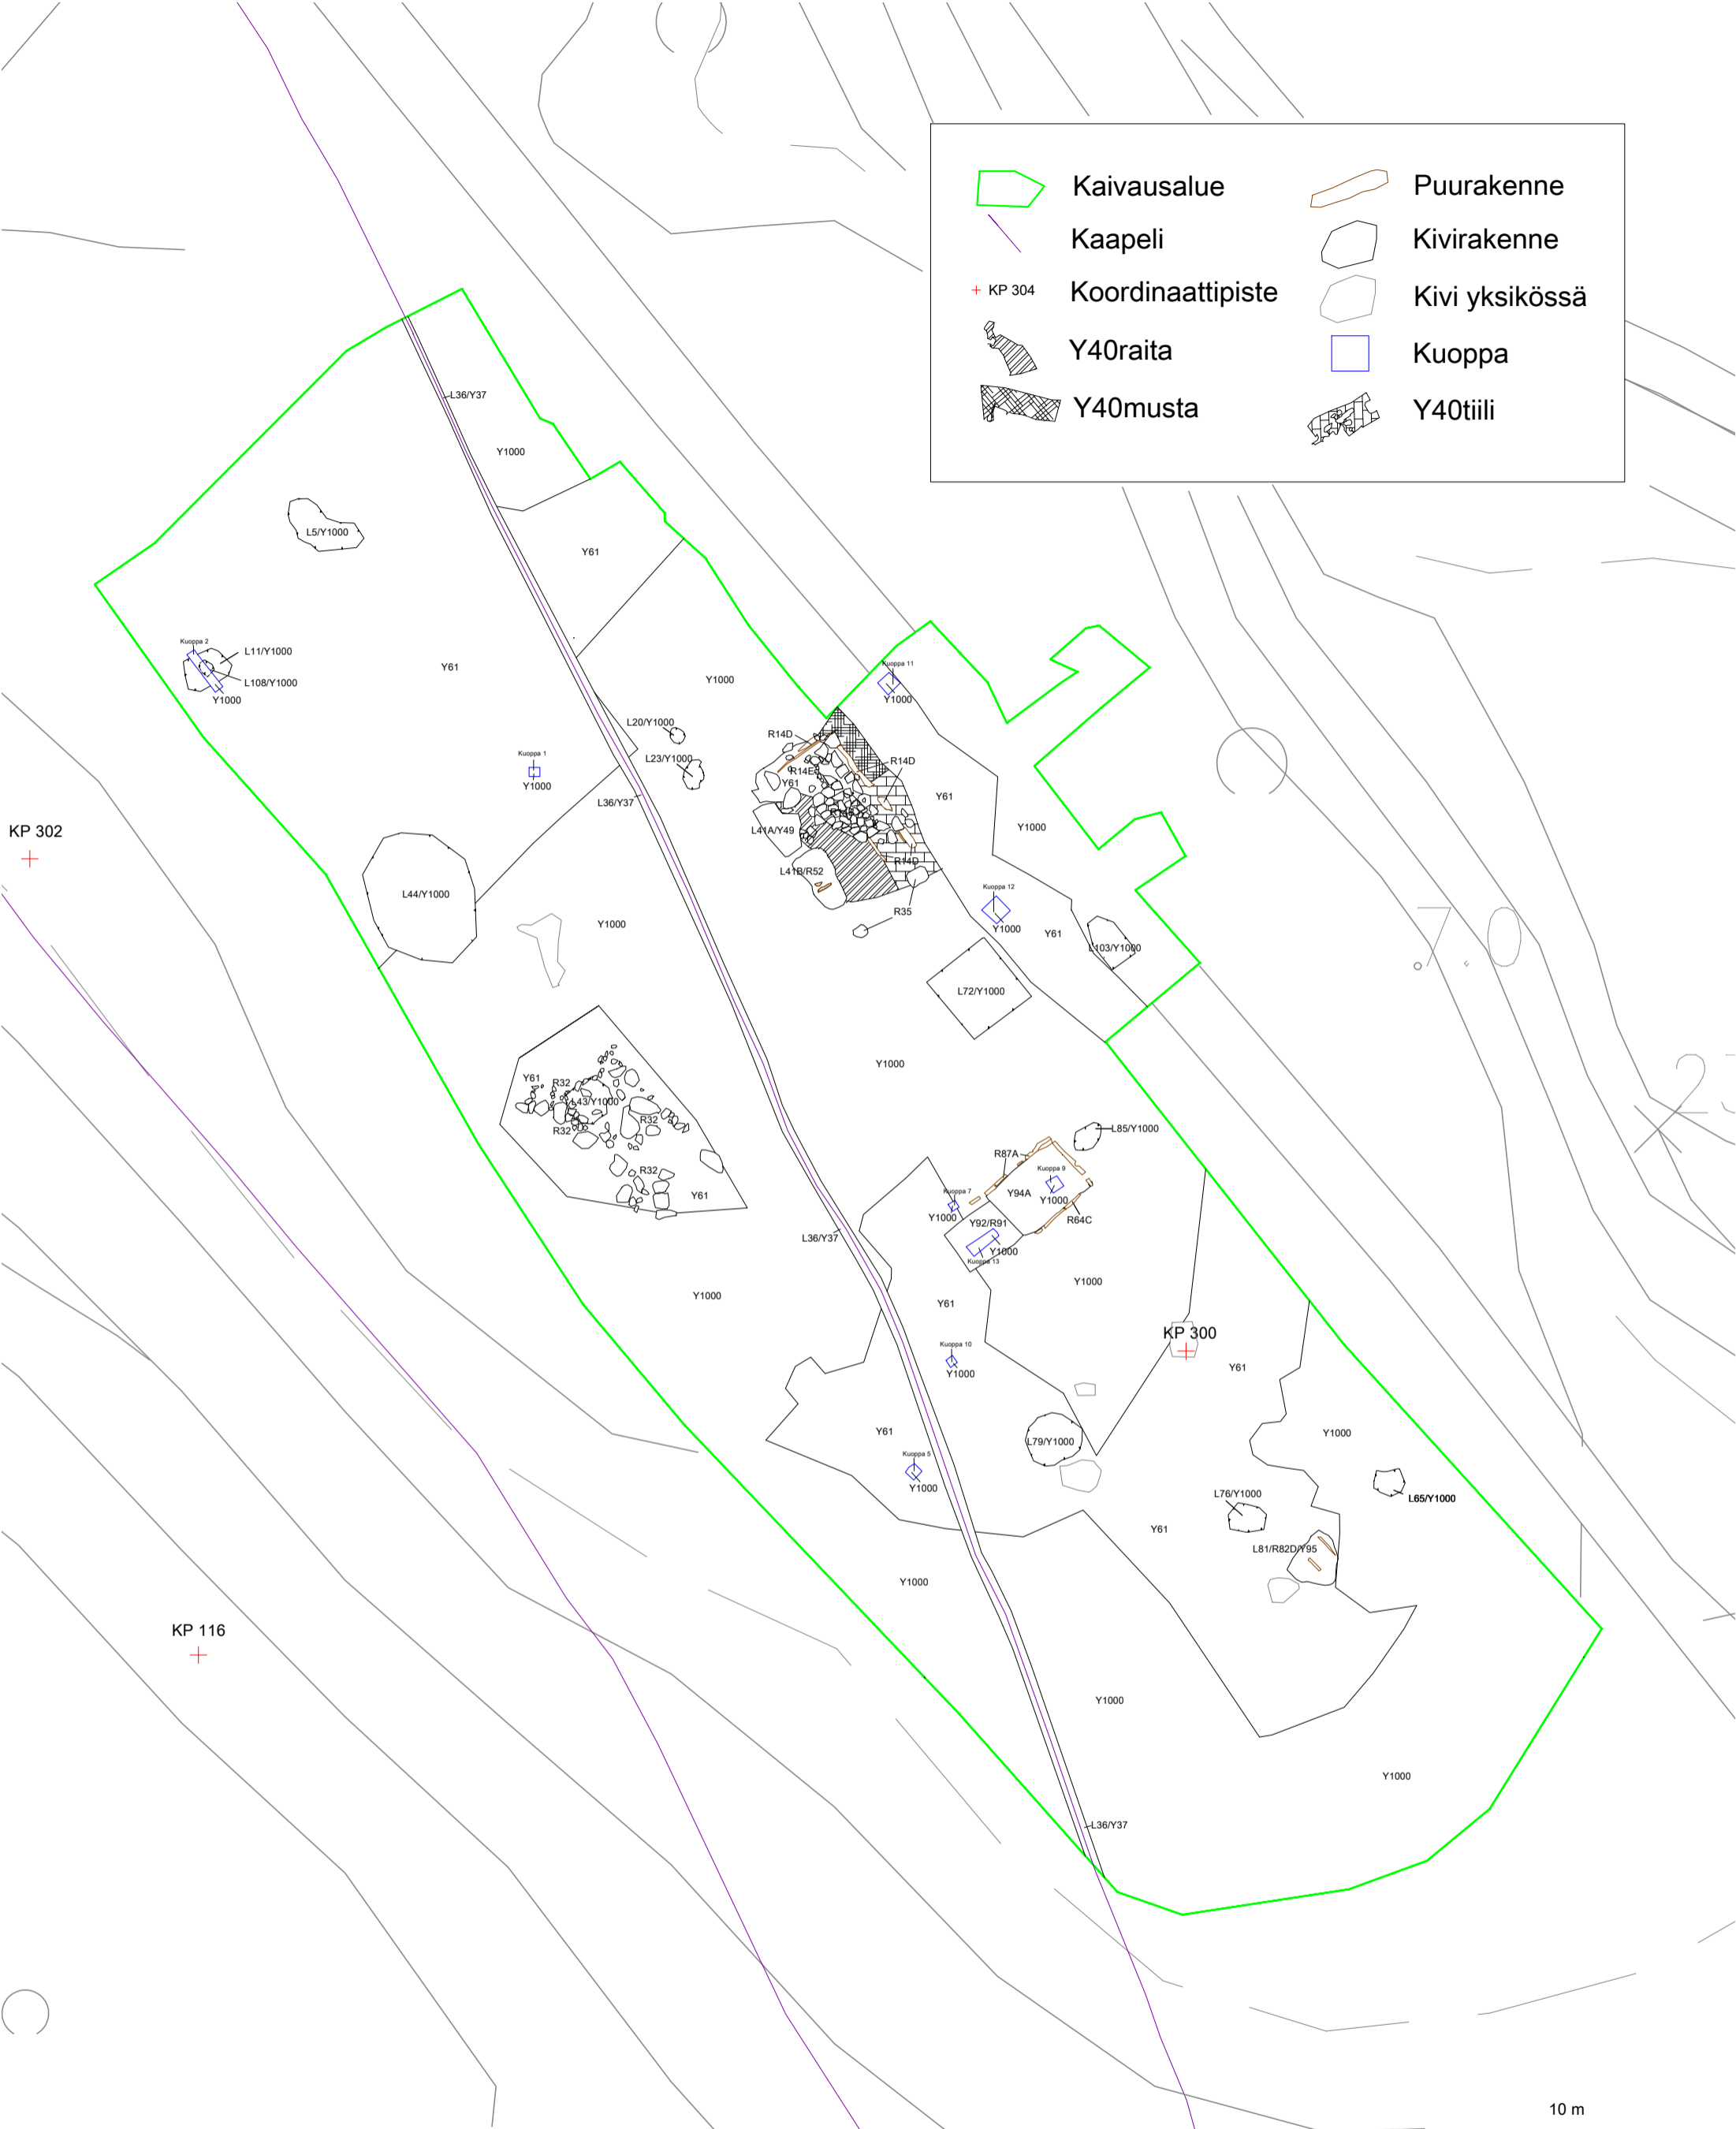 Kaivausalue
Puurakenne
Kaapeli
Kivirakenne
KP 304
Koordinaattipiste
Kivi yksikössä
Y40raita
Kuoppa
Y40musta
Y40tiili
L36/Y37
Y1000
L5/Y1000
Y61
Kuoppa 2
L11/Y1000
L108/Y1000
Y1000
Y61
Y1000
Kuoppa 11
Y1000
L20/Y1000
R14D
Kuoppa 1
Y1000
L23/Y1000
R14E
R14D
Y61
L36/Y37
Y61
Y1000
KP 302
L41A/Y49
R14D
L41B/R52
L44/Y1000
Kuoppa 12
Y1000
R35
Y1000
Y61
L103/Y1000
7.0
L72/Y1000
Y1000
Y61
R32
L43/Y1000
R32
R32
R32
Y61
L85/Y1000
R87A
Kuoppa 9
Y94A
Y1000
Kuoppa 7
Y1000
Y92/R91
R64C
Y1000
Kuoppa 13
L36/Y37
Y1000
Y1000
Y61
KP 300
Kuoppa 10
Y1000
Y61
Y61
L79/Y1000
Y1000
Kuoppa 5
Y1000
L76/Y1000
L65/Y1000
Y61
L81/R82D/Y95
Y1000
KP 116
Y1000
Y1000
L36/Y37
10 m